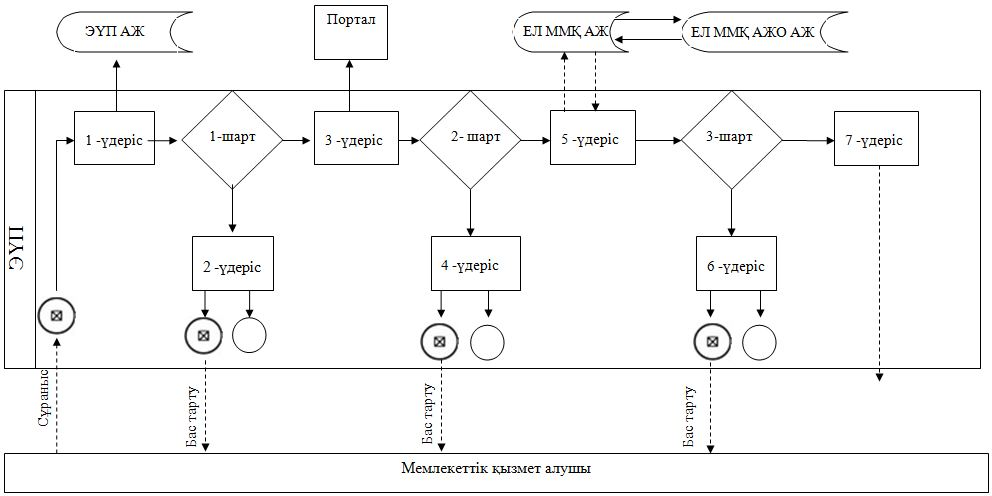 ЭҮП АЖ
Портал
ЕЛ ММҚ АЖ
ЕЛ ММҚ АЖО АЖ
ЭҮП
1 -үдеріс
1-шарт
3 -үдеріс
2- шарт
5 -үдеріс
3-шарт
7 -үдеріс
2 -үдеріс
4 -үдеріс
6 -үдеріс
Сұраныс
Бас тарту
Бас тарту
Бас тарту
Мемлекеттік қызмет алушы